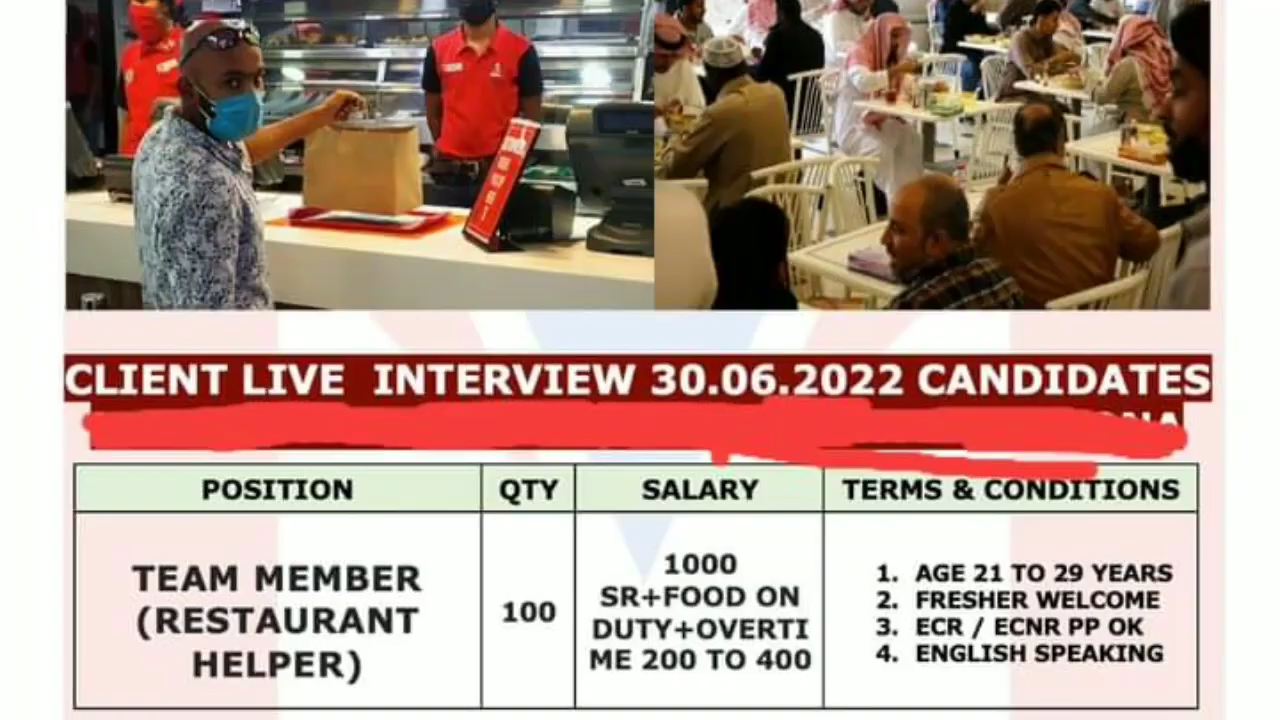 CLIENT LIVE INTERVIEW 30.06.2022 CANDIDATES
POSITION
QTY
SALARY
TERMS & CONDITIONS
TEAM MEMBER
(RESTAURANT
HELPER)
100
1000
SR+FOOD ON
DUTY+OVERTI
ME 200 TO 400
1. AGE 21 TO 29 YEARS
2. FRESHER WELCOME
3. ECR / ECNR PP OK
4. ENGLISH SPEAKING